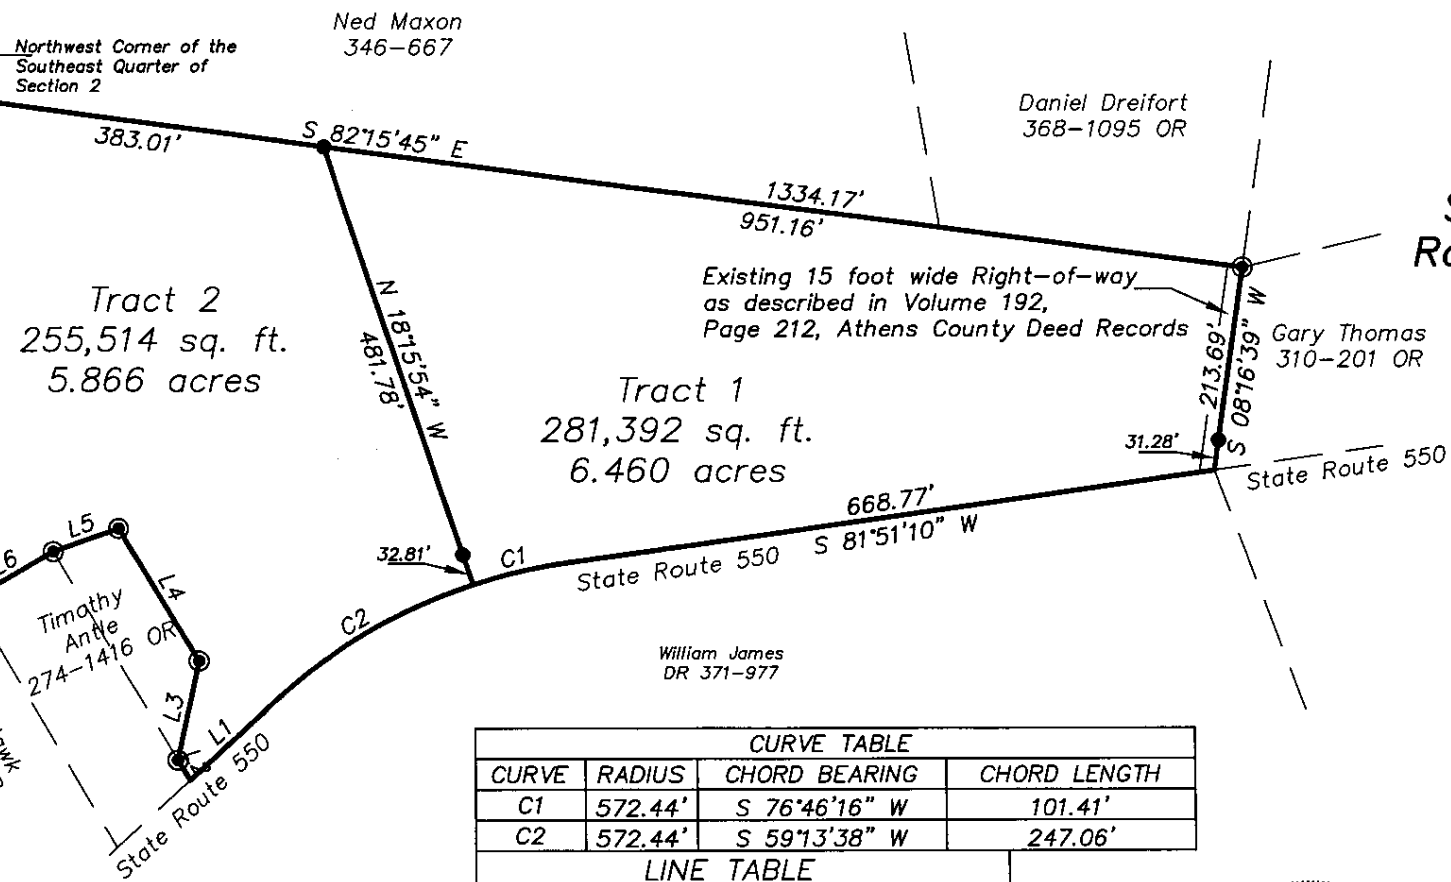 Ned Maxon
346-667
Northwest Corner of the
Southeast Quarter of
Section 2
Daniel Dreifort
368-1095 OR
383.01'
S 82°15'45" E
1334.17'
951.16'
Existing 15 foot wide Right-of-way
as described in Volume 192,
Page 212, Athens County Deed Records
213.69'
S 08°16'39" W
Gary Thomas
310-201 OR
Tract 2
255,514 sq. ft.
5.866 acres
N 18°15'54" W
481.78'
Tract 1
281,392 sq. ft.
6.460 acres
31.28'
State Route 550
668.77'
S 81°51'10" W
State Route 550
32.81'
C1
C2
L5
L6
L4
Timathy
Antle
274-1416 OR
L3
L1
State Route 550
William James
DR 371-977
CURVE TABLE
CURVE RADIUS CHORD BEARING CHORD LENGTH
C1 572.44' S 76°46'16" W 101.41'
C2 572.44' S 59°13'38" W 247.06'
LINE TABLE